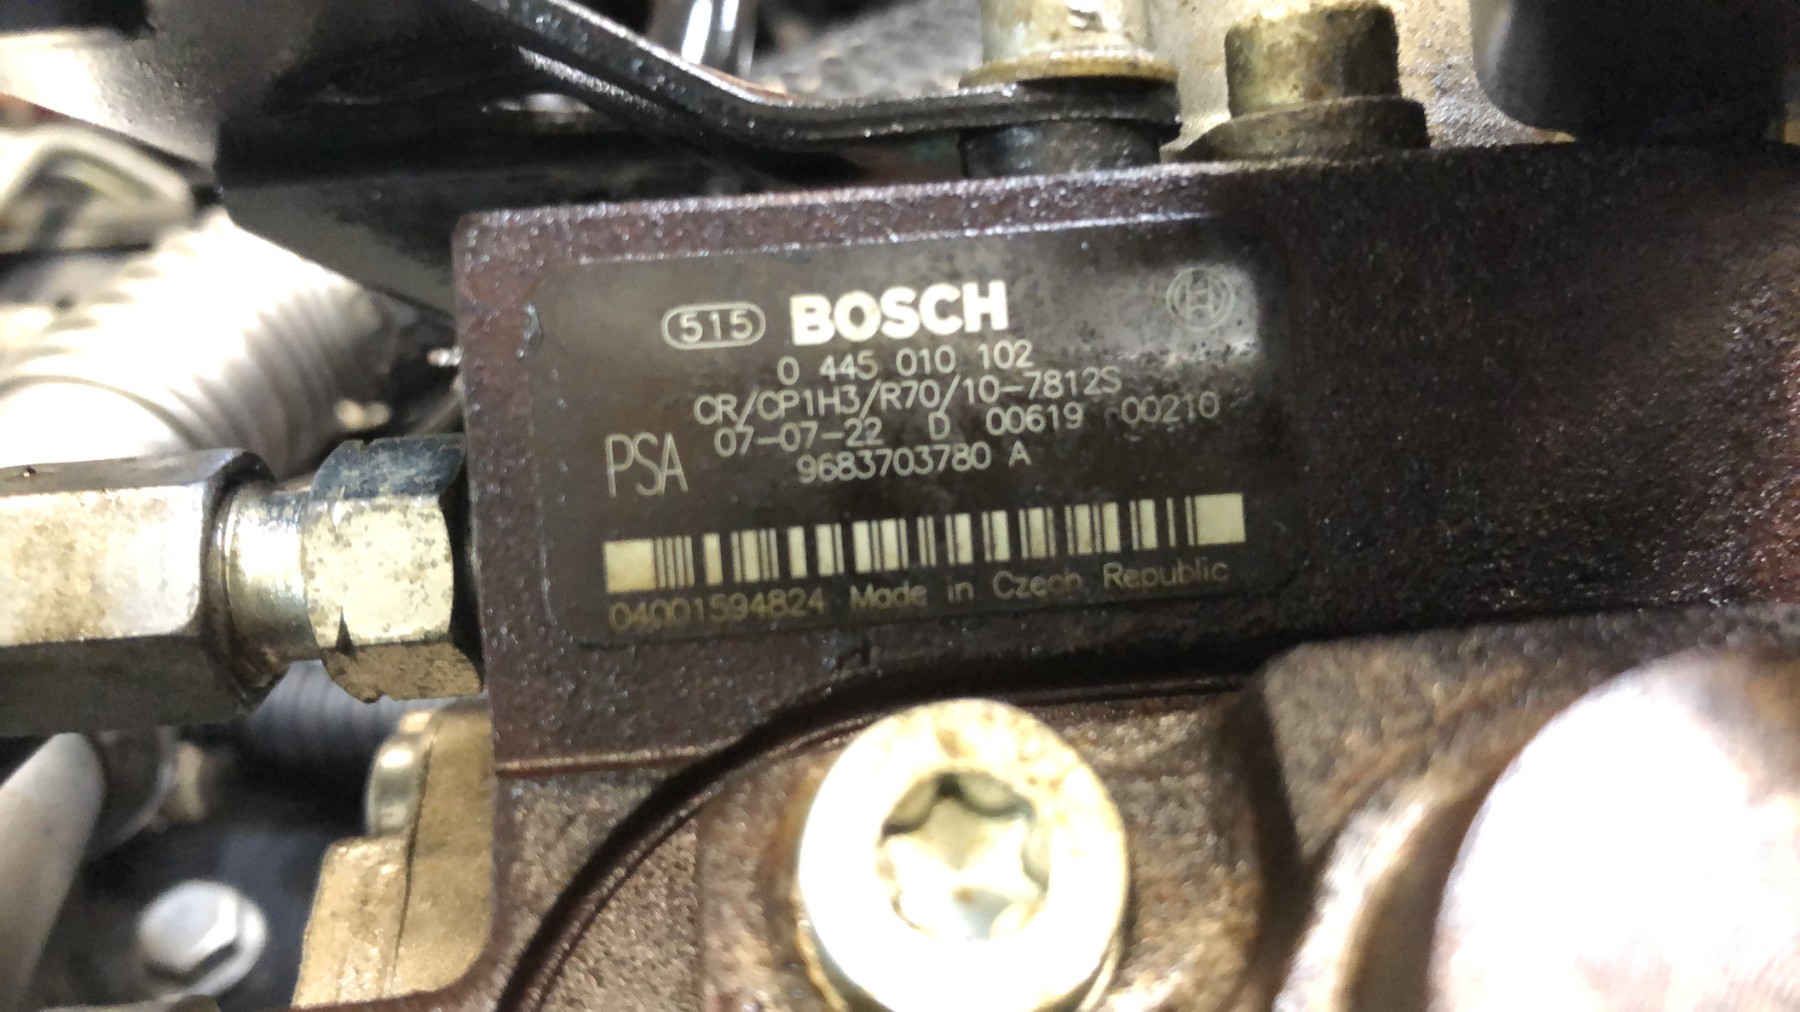 515 BOSCH
0 445 010 102
CR/CP1H3/R70/10-7812S
07-07-22 D 00619 00210
PSA 9683703780 A
04001594824 Made in Czech Republic